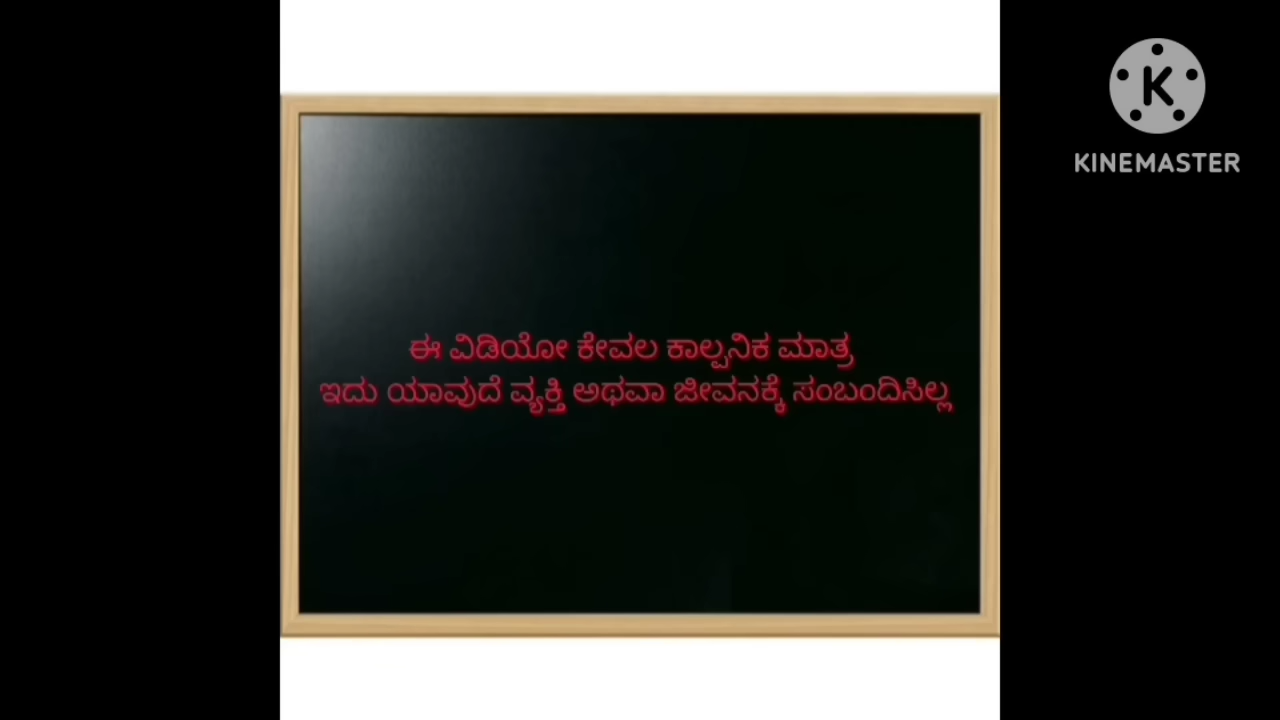 KINEMASTER
ಈ ವಿಡಿಯೋ ಕೇವಲ ಕಾಲ್ಪನಿಕ ಮಾತ್ರ
ಇದು ಯಾವುದೆ ವ್ಯಕ್ತಿ ಅಥವಾ ಜೀವನಕ್ಕೆ ಸಂಬಂದಿಸಿಲ್ಲ